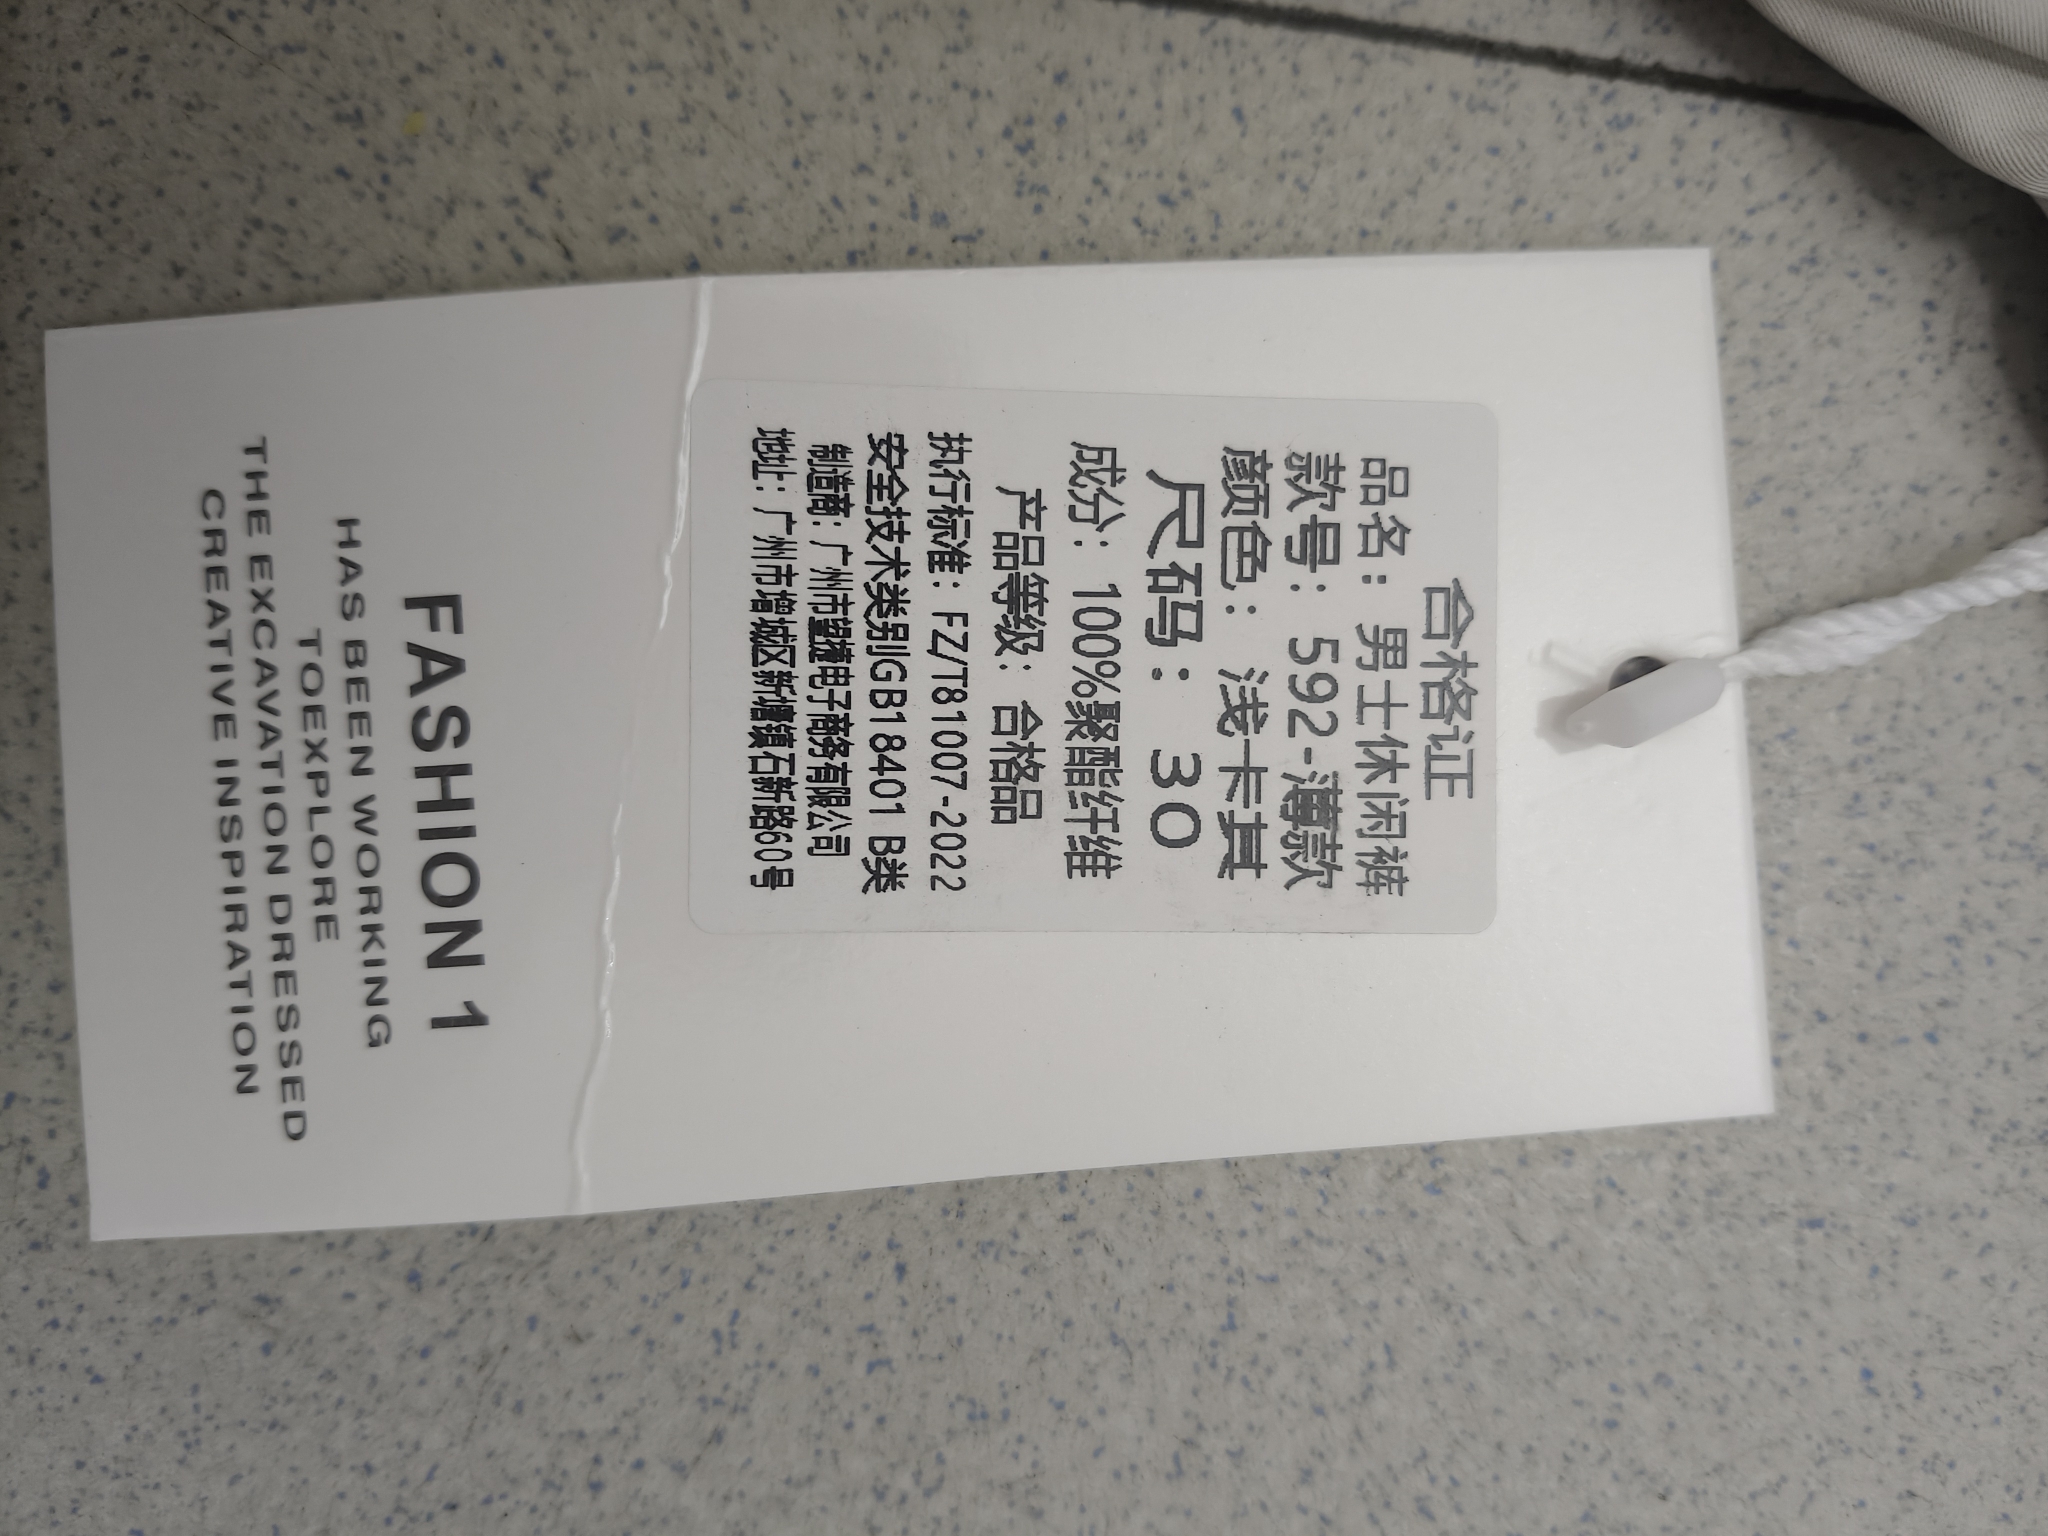 合格证
品名：男士休闲裤
款号：592-薄款
颜色：浅卡其
尺码：30
成分：100%聚酯纤维
产品等级：合格品
执行标准：FZ/T81007-2022
安全技术类别GB18401 B类
制造商：广州市望捷电子商务有限公司
地址：广州市增城区新塘镇石新路60号
FASHION 1
HAS BEEN WORKING
TOEXPLORE
THE EXCAVATION DRESSED
CREATIVE INSPIRATION